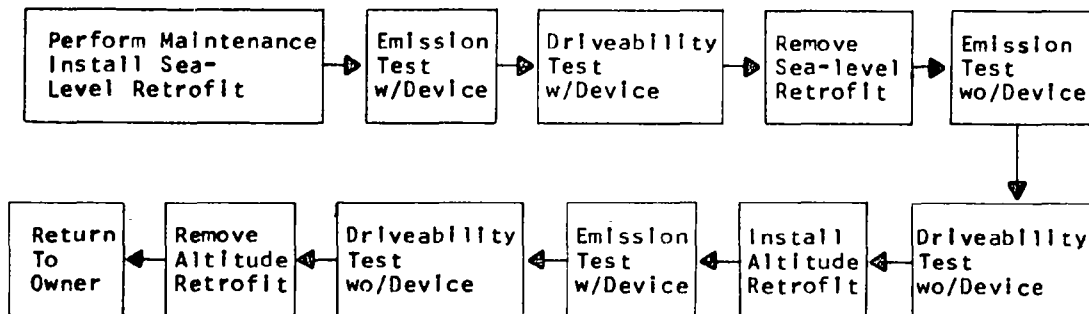 Perform Maintenance
Install Sea-
Level Retrofit
Emission
Test
w/Device
Driveability
Test
w/Device
Remove
Sea-level
Retrofit
Emission
Test
wo/Device
Driveability
Test
wo/Device
Install
Altitude
Retrofit
Emission
Test
w/Device
Driveability
Test
wo/Device
Remove
Altitude
Retrofit
Return
To
Owner